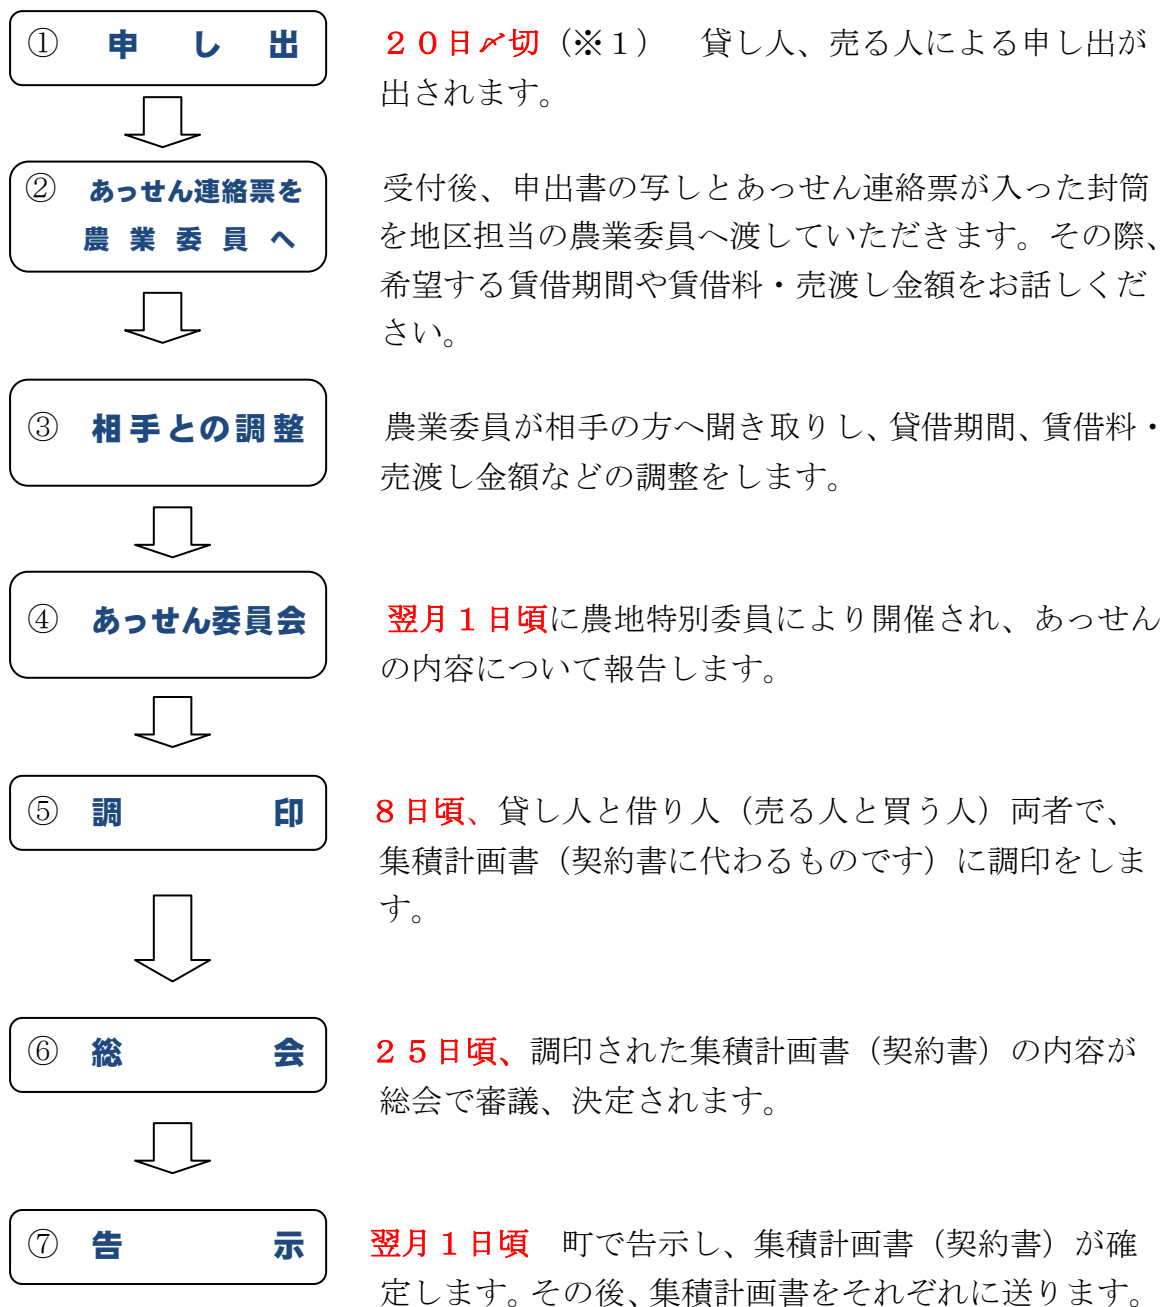 ① 申し出
２０日〆切（※１）　貸し人、売る人による申し出が
出されます。
② あっせん連絡票を
農業委員へ
受付後、申出書の写しとあっせん連絡票が入った封筒
を地区担当の農業委員へ渡していただきます。その際、
希望する賃借期間や賃借料・売渡し金額をお話しくだ
さい。
③ 相手との調整
農業委員が相手の方へ聞き取りし、貸借期間、賃借料・
売渡し金額などの調整をします。
④ あっせん委員会
翌月１日頃に農地特別委員により開催され、あっせん
の内容について報告します。
⑤ 調印
８日頃、貸し人と借り人（売る人と買う人）両者で、
集積計画書（契約書に代わるものです）に調印をしま
す。
⑥ 総会
２５日頃、調印された集積計画書（契約書）の内容が
総会で審議、決定されます。
⑦ 告示
翌月１日頃　町で告示し、集積計画書（契約書）が確
定します。その後、集積計画書をそれぞれに送ります。